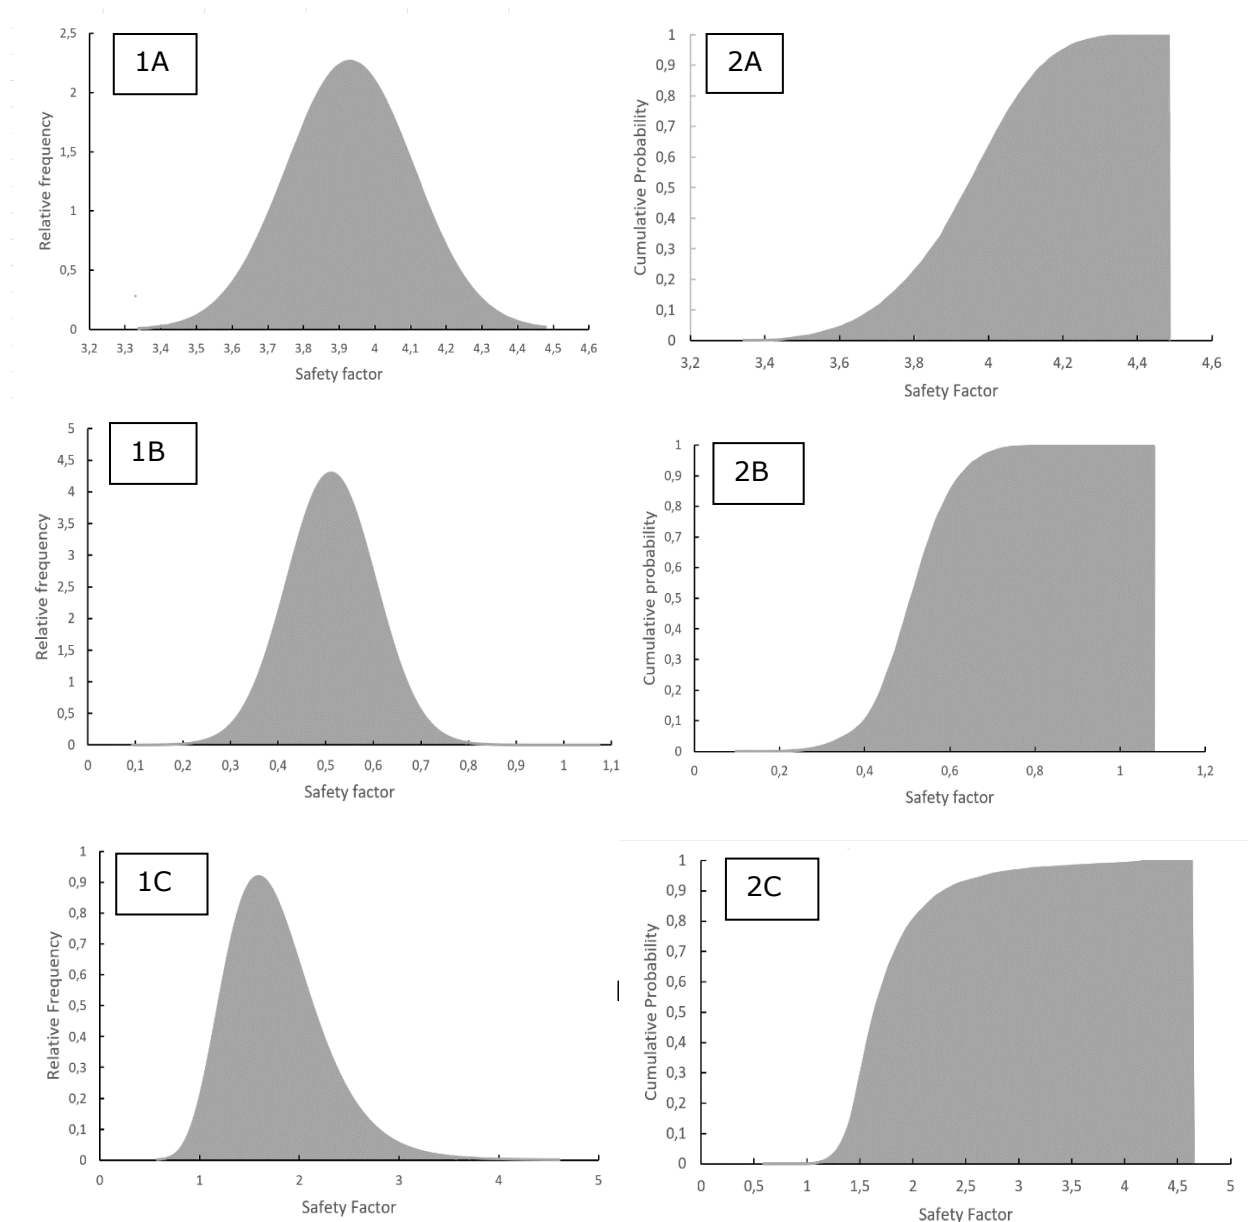 1A
2,5
2
1,5
1
0,5
0
Relative frequency
3,2 3,3 3,4 3,5 3,6 3,7 3,8 3,9 4 4,1 4,2 4,3 4,4 4,5 4,6
Safety factor
2A
1
0,9
0,8
0,7
0,6
0,5
0,4
0,3
0,2
0,1
0
Cumulative Probability
3,2 3,4 3,6 3,8 4 4,2 4,4 4,6
Safety Factor
1B
5
4,5
4
3,5
3
2,5
2
1,5
1
0,5
0
Relative frequency
0 0,1 0,2 0,3 0,4 0,5 0,6 0,7 0,8 0,9 1 1,1
Safety factor
2B
1
0,9
0,8
0,7
0,6
0,5
0,4
0,3
0,2
0,1
0
Cumulative probability
0 0,2 0,4 0,6 0,8 1 1,2
Safety factor
1C
1
0,9
0,8
0,7
0,6
0,5
0,4
0,3
0,2
0,1
0
Relative Frequency
0 1 2 3 4 5
Safety Factor
2C
1
0,9
0,8
0,7
0,6
0,5
0,4
0,3
0,2
0,1
0
Cumulative Probability
0 0,5 1 1,5 2 2,5 3 3,5 4 4,5 5
Safety Factor